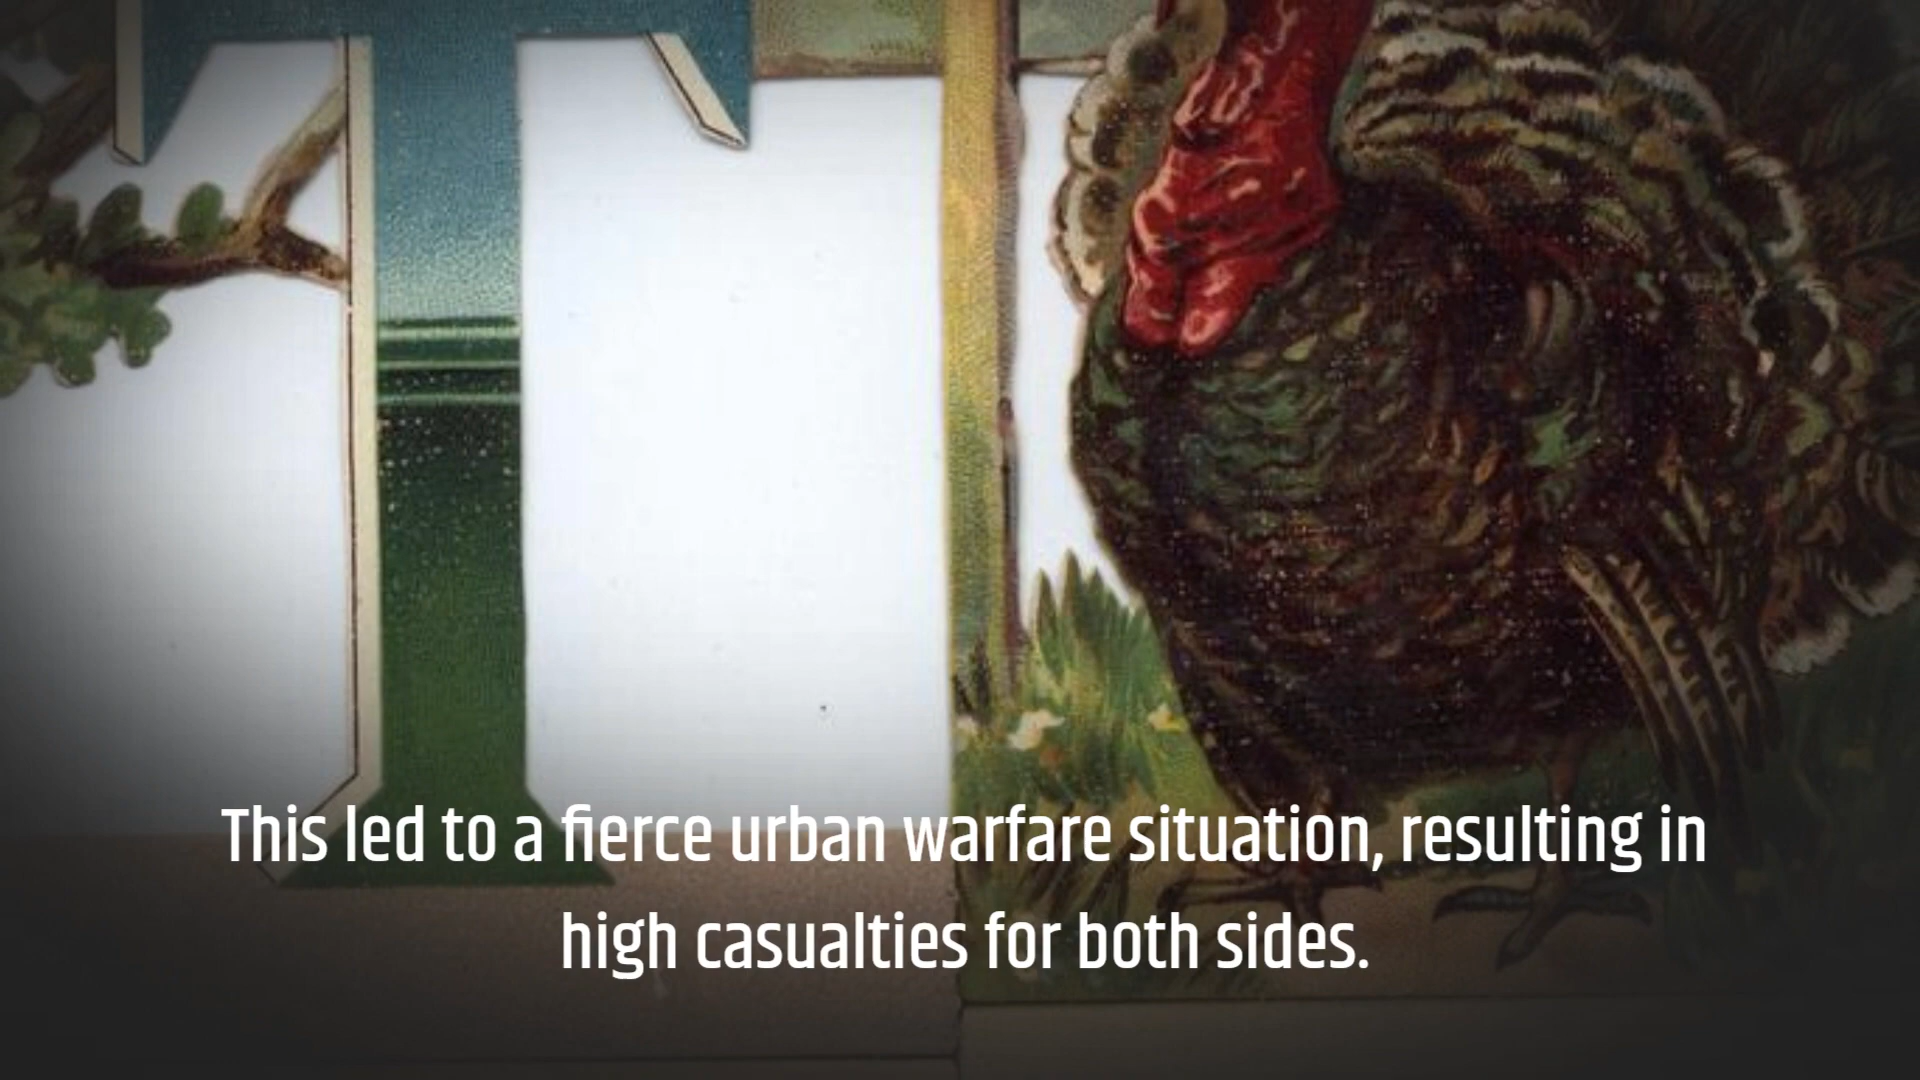 T
This led to a fierce urban warfare situation, resulting in
high casualties for both sides.